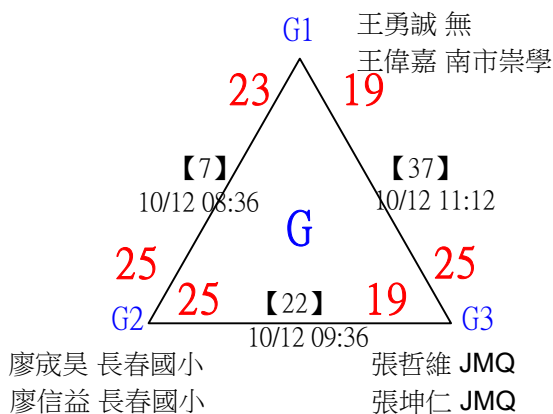 G1
王勇誠 無
王偉嘉 南市崇學
23
19
【7】
10/12 08:36
【37】
10/12 11:12
G
25
25
G2
25
【22】
19
G3
10/12 09:36
廖宬昊 長春國小
廖信益 長春國小
張哲維 JMQ
張坤仁 JMQ